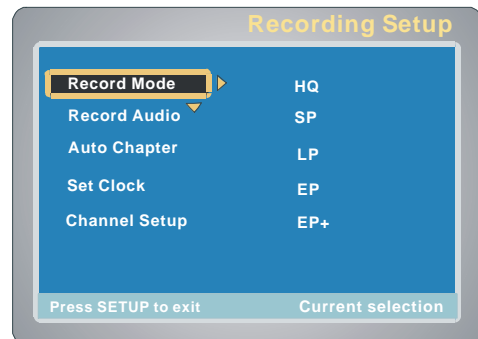 Recording Setup
Record Mode HQ
Record Audio SP
Auto Chapter LP
Set Clock EP
Channel Setup EP+
Press SETUP to exit Current selection